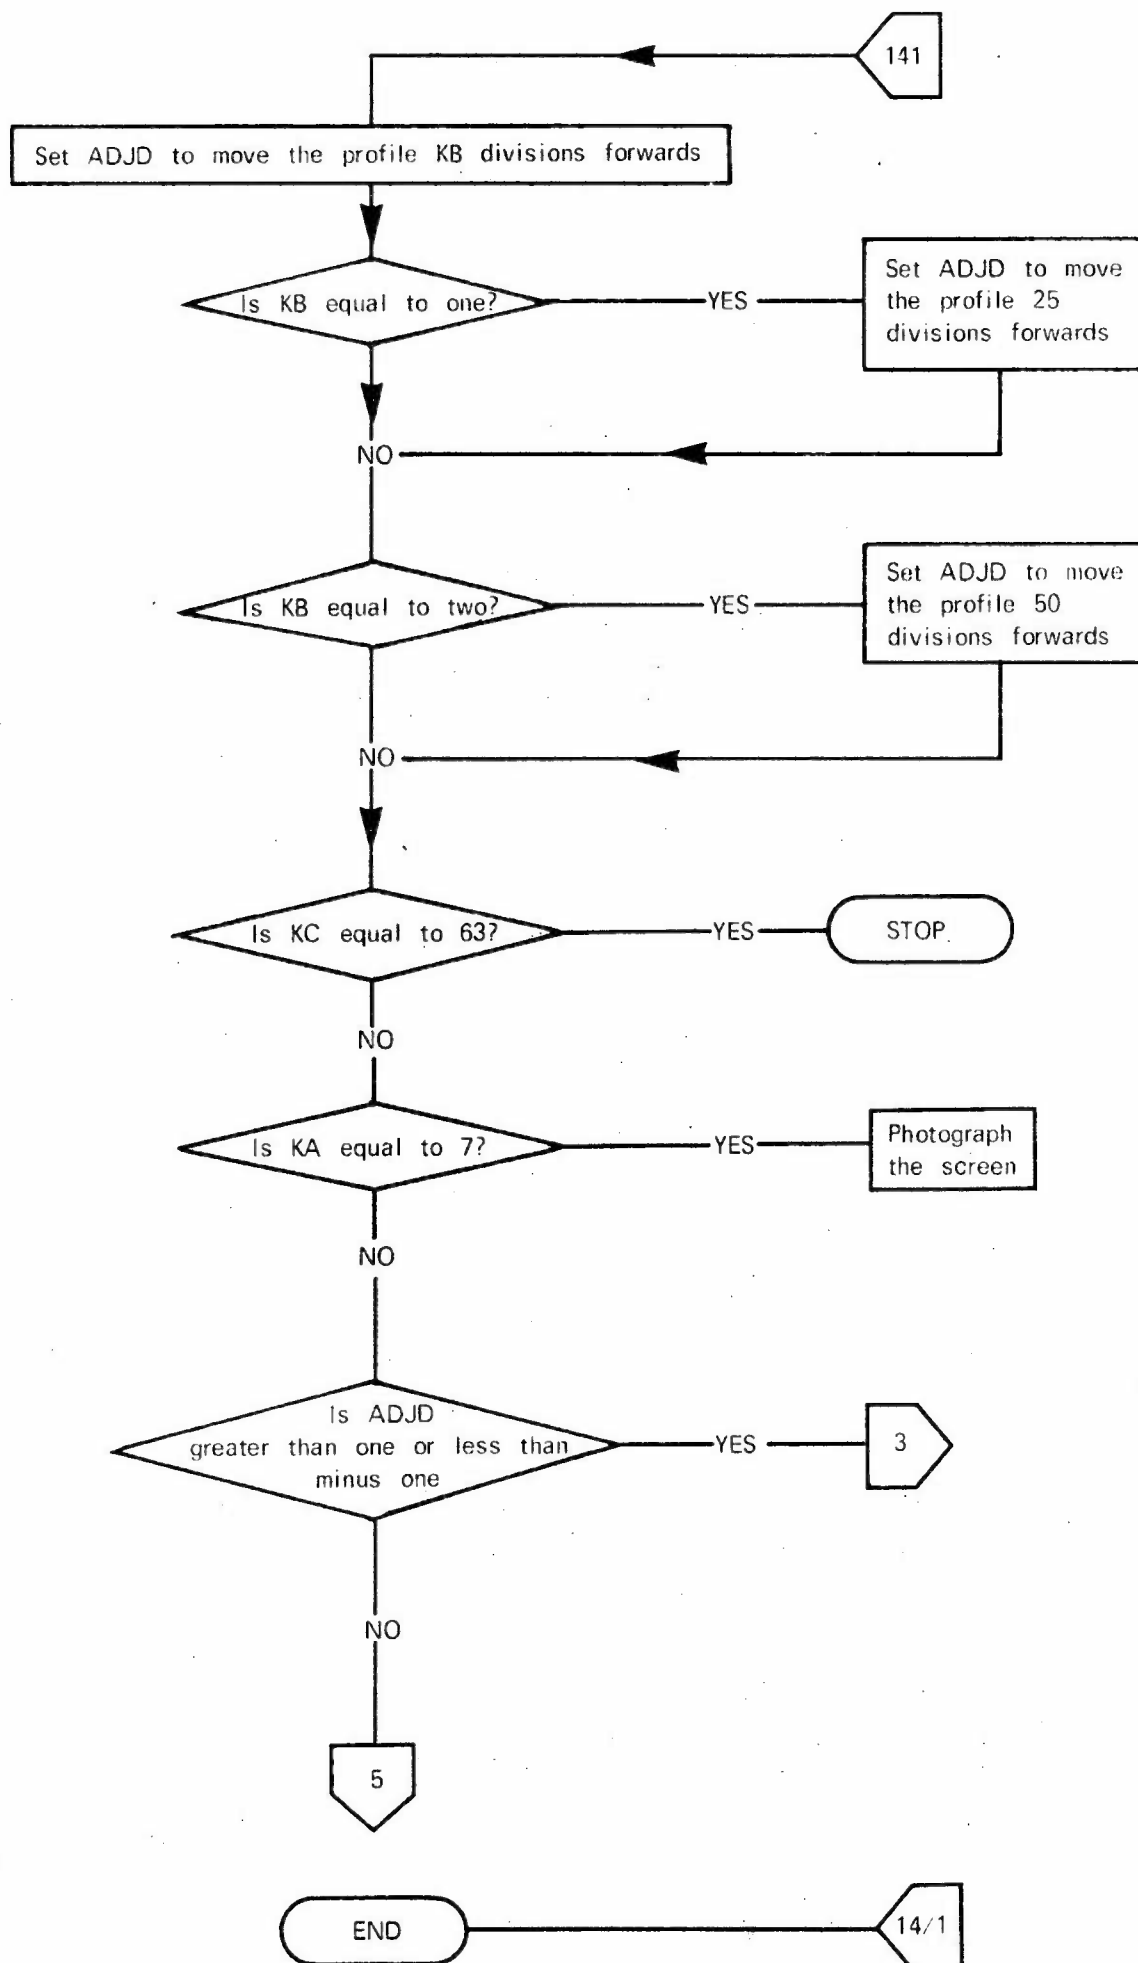 141
Set ADJD to move the profile KB divisions forwards
Is KB equal to one?
YES
Set ADJD to move
the profile 25
divisions forwards
NO
Is KB equal to two?
YES
Set ADJD to move
the profile 50
divisions forwards
NO
Is KC equal to 63?
YES
STOP
NO
Is KA equal to 7?
YES
Photograph
the screen
NO
Is ADJD
greater than one or less than
minus one
YES
3
NO
5
END
14/1